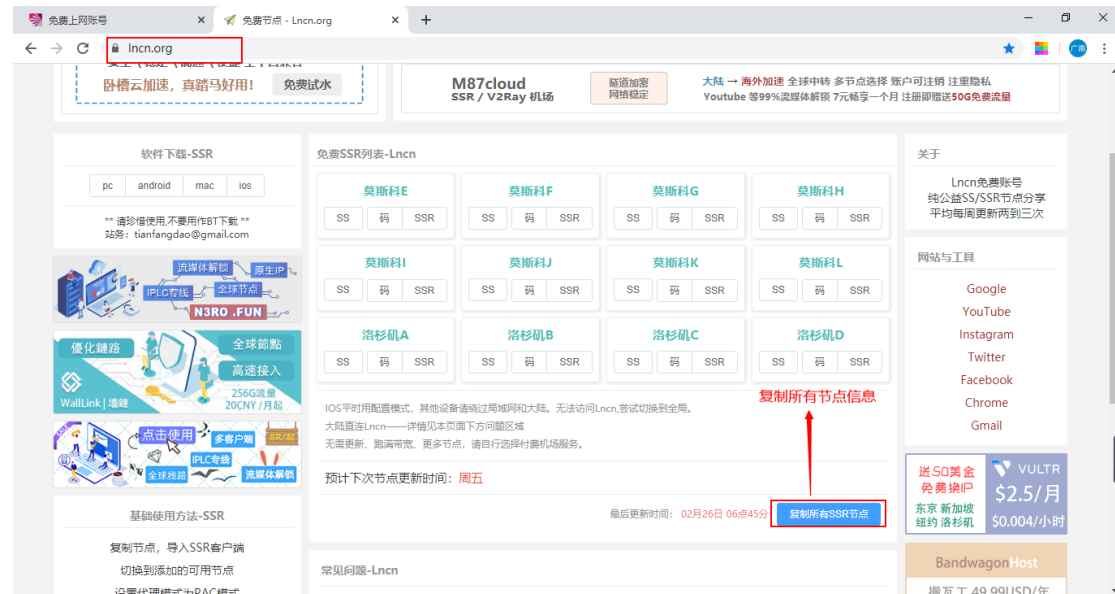 免费上网账号
免费节点 - Lncn.org
lncn.org
广南
卧槽云加速，真踏马好用！
免费试水
M87cloud
SSR / V2Ray 机场
隧道加密
网络稳定
大陆 → 海外加速 全球中转 多节点选择 账户可注销 注重隐私
Youtube 等99%流媒体解锁 7元畅享一个月 注册即赠送50G免费流量
软件下载-SSR
pc android mac ios
** 请珍惜使用,不要用作BT下载 **
站务：tianfangdao@gmail.com
流媒体解锁
原生IP
IPLC专线
全球节点
N3RO .FUN
優化鏈路
全球節點
高速接入
256G流量
20CNY /月起
WallLink | 墙鏈
SALE
点击使用
多客户端
8R/起
IPLC专线
全球线路
流媒体解锁
基础使用方法-SSR
复制节点，导入SSR客户端
切换到添加的可用节点
设置代理模式为PAC模式
免费SSR列表-Lncn
莫斯科E 莫斯科F 莫斯科G 莫斯科H
SS 码 SSR SS 码 SSR SS 码 SSR SS 码 SSR
莫斯科I 莫斯科J 莫斯科K 莫斯科L
SS 码 SSR SS 码 SSR SS 码 SSR SS 码 SSR
洛杉矶A 洛杉矶B 洛杉矶C 洛杉矶D
SS 码 SSR SS 码 SSR SS 码 SSR SS 码 SSR
复制所有节点信息
IOS平时用配置模式，其他设备请绕过局域网和大陆。无法访问Lncn,尝试切换到全局。
大陆直连Lncn——详情见本页面下方问题区域
无需更新、跑满带宽、更多节点，请自行选择付费机场服务。
预计下次节点更新时间：周五
最后更新时间： 02月26日 06点45分
复制所有SSR节点
常见问题-Lncn
关于
Lncn免费账号
纯公益SS/SSR节点分享
平均每周更新两到三次
网站与工具
Google
YouTube
Instagram
Twitter
Facebook
Chrome
Gmail
送50美金
免费换IP
东京 新加坡
纽约 洛杉矶
VULTR
$2.5/月
$0.004/小时
BandwagonHost
搬瓦工 49.99USD/年